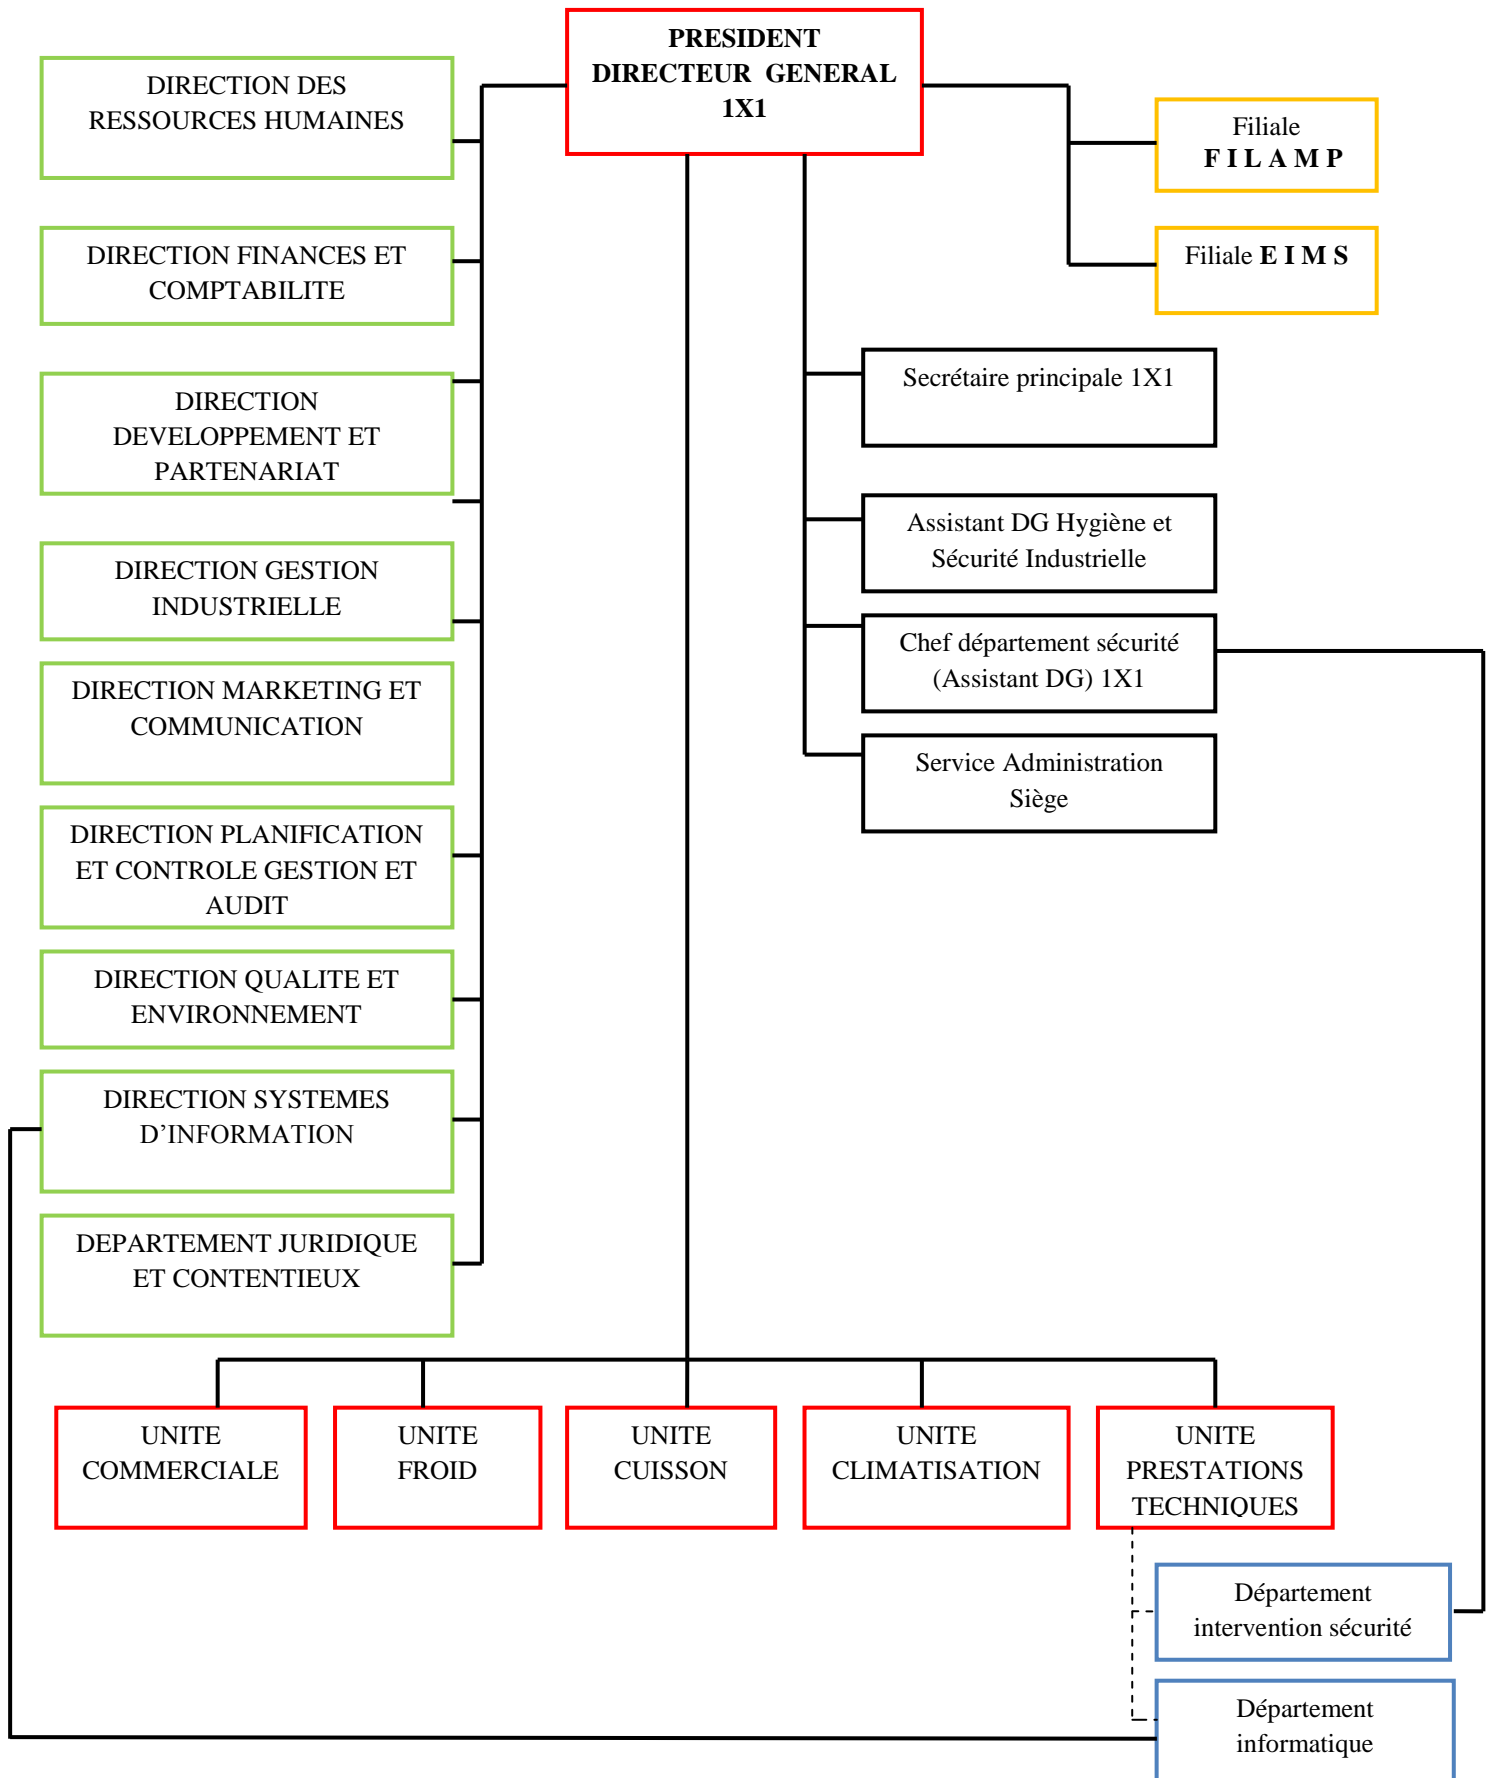 PRESIDENT
DIRECTEUR GENERAL
1X1
DIRECTION DES
RESSOURCES HUMAINES
DIRECTION FINANCES ET
COMPTABILITE
DIRECTION
DEVELOPPEMENT ET
PARTENARIAT
DIRECTION GESTION
INDUSTRIELLE
DIRECTION MARKETING ET
COMMUNICATION
DIRECTION PLANIFICATION
ET CONTROLE GESTION ET
AUDIT
DIRECTION QUALITE ET
ENVIRONNEMENT
DIRECTION SYSTEMES
D’INFORMATION
DEPARTEMENT JURIDIQUE
ET CONTENTIEUX
Filiale
F I L A M P
Filiale E I M S
Secrétaire principale 1X1
Assistant DG Hygiène et
Sécurité Industrielle
Chef département sécurité
(Assistant DG) 1X1
Service Administration
Siège
UNITE
COMMERCIALE
UNITE
FROID
UNITE
CUISSON
UNITE
CLIMATISATION
UNITE
PRESTATIONS
TECHNIQUES
Département
intervention sécurité
Département
informatique